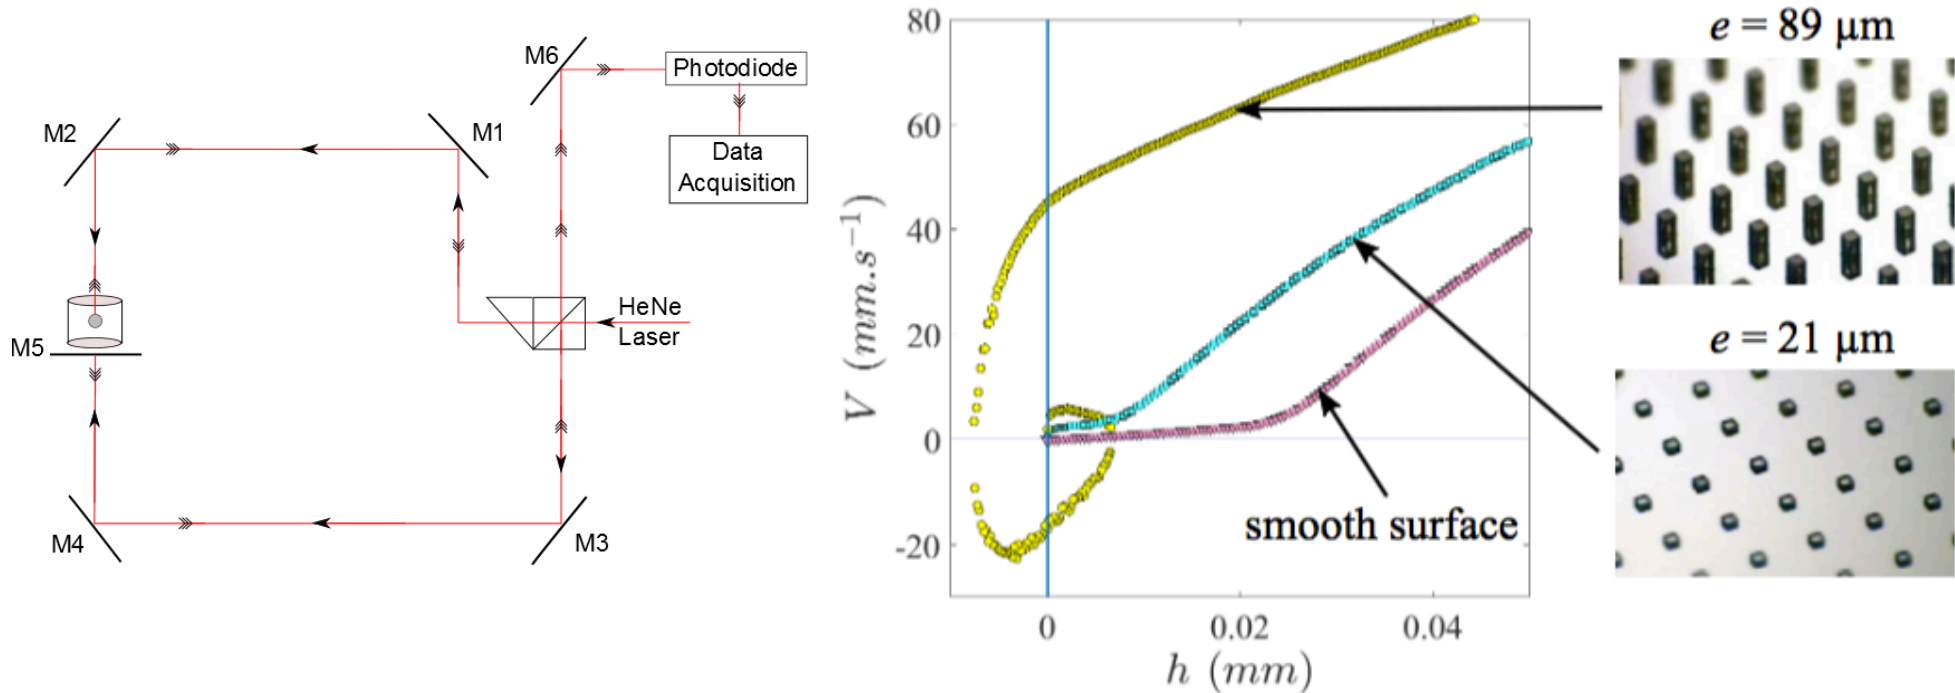 M6
Photodiode
M2
M1
Data
Acquisition
HeNe
Laser
M5
M4
M3
80
60
40
20
0
-20
V (mm.s⁻¹)
0
0.02
0.04
h (mm)
smooth surface
e = 89 μm
e = 21 μm